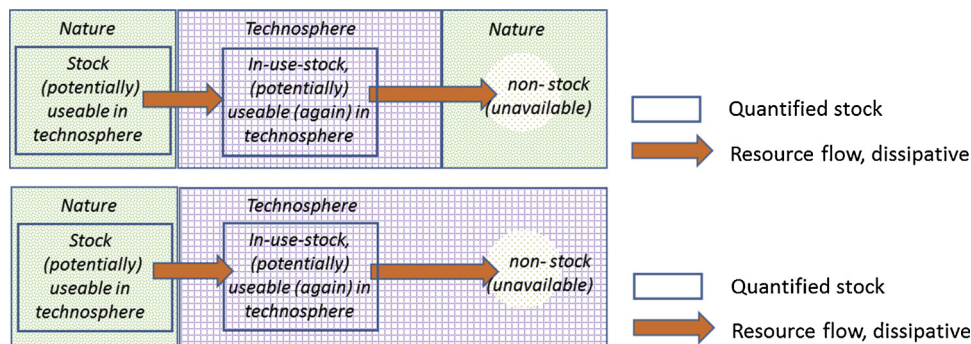 Nature
Technosphere
Nature
Stock
(potentially)
useable in
technosphere
In-use-stock,
(potentially)
useable (again) in
technosphere
non- stock
(unavailable)
Quantified stock
Resource flow, dissipative
Nature
Technosphere
Stock
(potentially)
useable in
technosphere
In-use-stock,
(potentially)
useable (again) in
technosphere
non- stock
(unavailable)
Quantified stock
Resource flow, dissipative